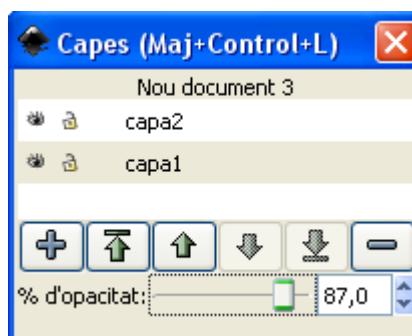 Capes (Maj+Control+L)
Nou document 3
capa2
capa1
% d'opacitat: 87,0